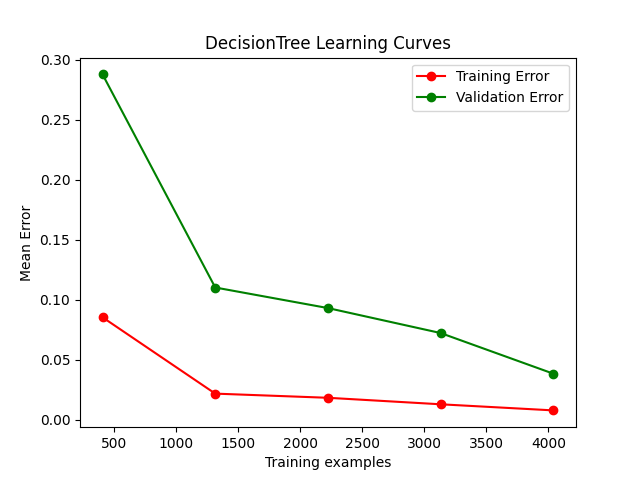 DecisionTree Learning Curves
0.30
0.25
0.20
0.15
0.10
0.05
0.00
Mean Error
Training Error
Validation Error
500 1000 1500 2000 2500 3000 3500 4000
Training examples